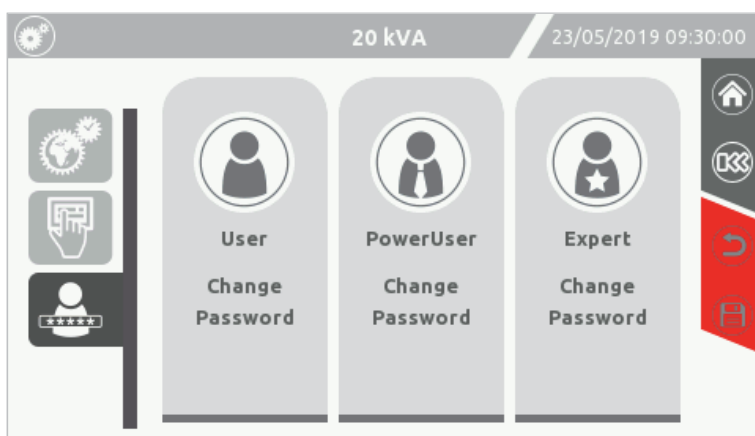 20 kVA
23/05/2019 09:30:00
User
Change
Password
PowerUser
Change
Password
Expert
Change
Password
*****